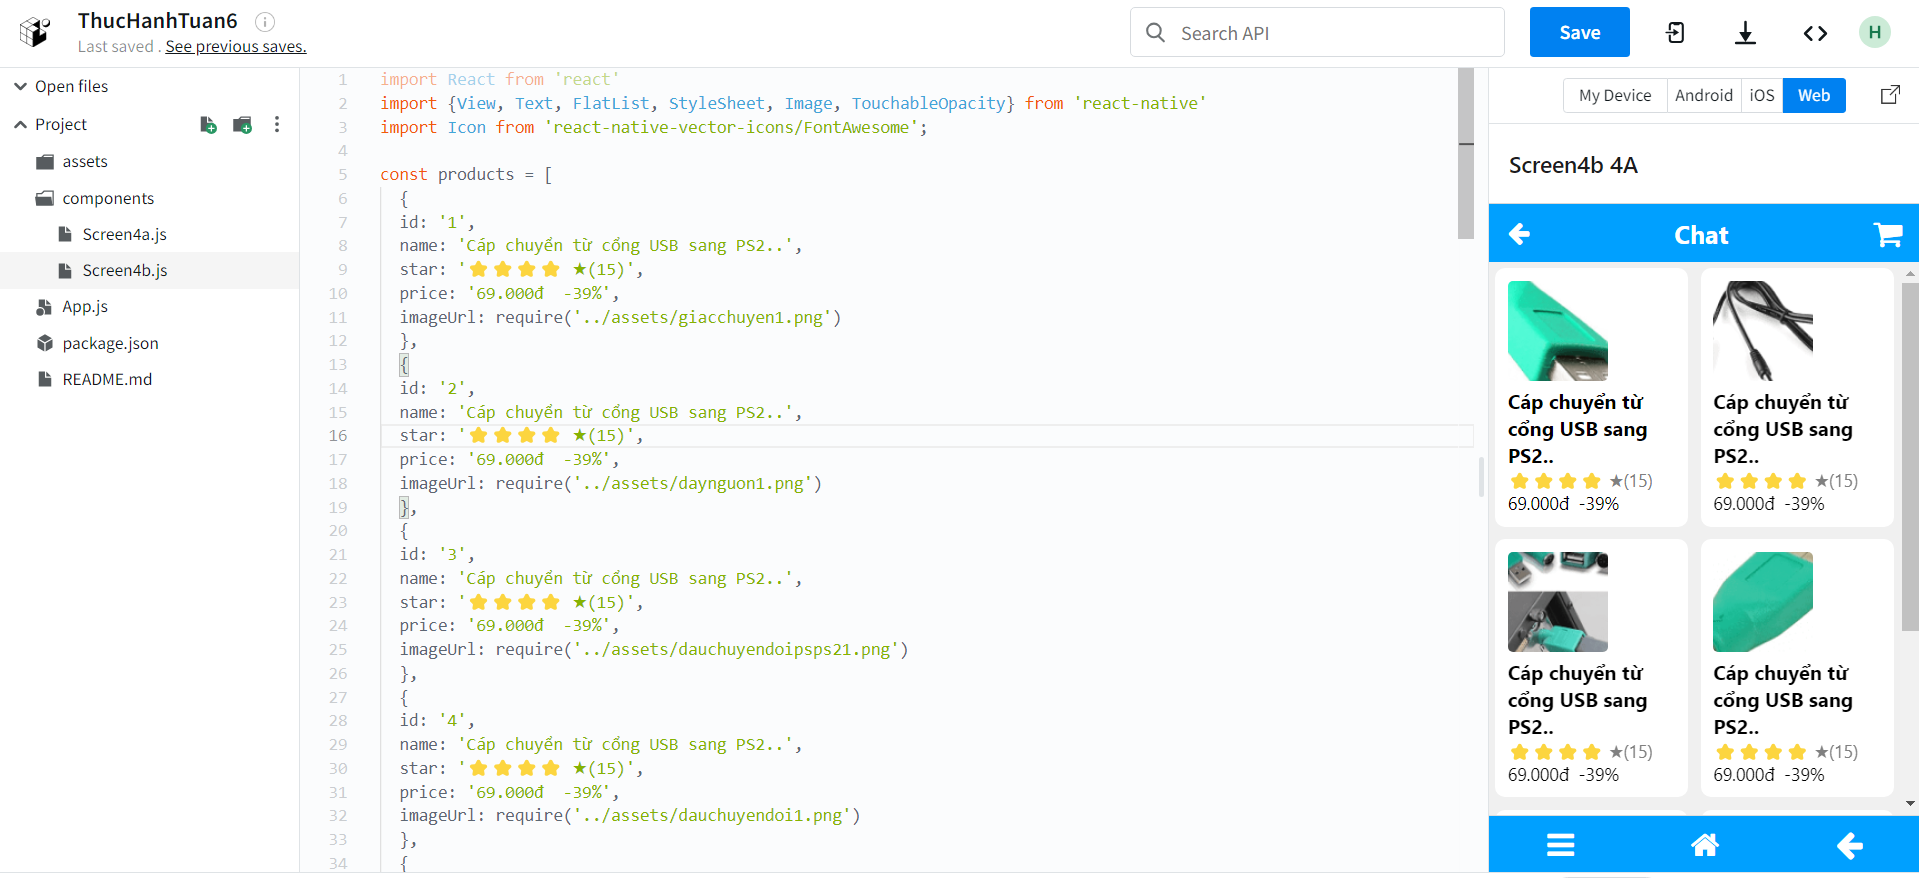 ThucHanhTuan6
Last saved . See previous saves.
Search API
Save
H
Open files
Project
assets
components
Screen4a.js
Screen4b.js
App.js
package.json
README.md
1 import React from 'react'
2 import {View, Text, FlatList, StyleSheet, Image, TouchableOpacity} from 'react-native'
3 import Icon from 'react-native-vector-icons/FontAwesome';
4
5 const products = [
6 {
7 id: '1',
8 name: 'Cáp chuyển từ cổng USB sang PS2..',
9 star: '⭐⭐⭐⭐ ★(15)',
10 price: '69.000đ  -39%',
11 imageUrl: require('../assets/giacchuyen1.png')
12 },
13 {
14 id: '2',
15 name: 'Cáp chuyển từ cổng USB sang PS2..',
16 star: '⭐⭐⭐⭐ ★(15)',
17 price: '69.000đ  -39%',
18 imageUrl: require('../assets/daynguon1.png')
19 },
20 {
21 id: '3',
22 name: 'Cáp chuyển từ cổng USB sang PS2..',
23 star: '⭐⭐⭐⭐ ★(15)',
24 price: '69.000đ  -39%',
25 imageUrl: require('../assets/dauchuyendoipsps21.png')
26 },
27 {
28 id: '4',
29 name: 'Cáp chuyển từ cổng USB sang PS2..',
30 star: '⭐⭐⭐⭐ ★(15)',
31 price: '69.000đ  -39%',
32 imageUrl: require('../assets/dauchuyendoi1.png')
33 },
34 {
My Device Android iOS Web
Screen4b 4A
Chat
Cáp chuyển từ
cổng USB sang
PS2..
⭐⭐⭐⭐ ★(15)
69.000đ  -39%
Cáp chuyển từ
cổng USB sang
PS2..
⭐⭐⭐⭐ ★(15)
69.000đ  -39%
Cáp chuyển từ
cổng USB sang
PS2..
⭐⭐⭐⭐ ★(15)
69.000đ  -39%
Cáp chuyển từ
cổng USB sang
PS2..
⭐⭐⭐⭐ ★(15)
69.000đ  -39%